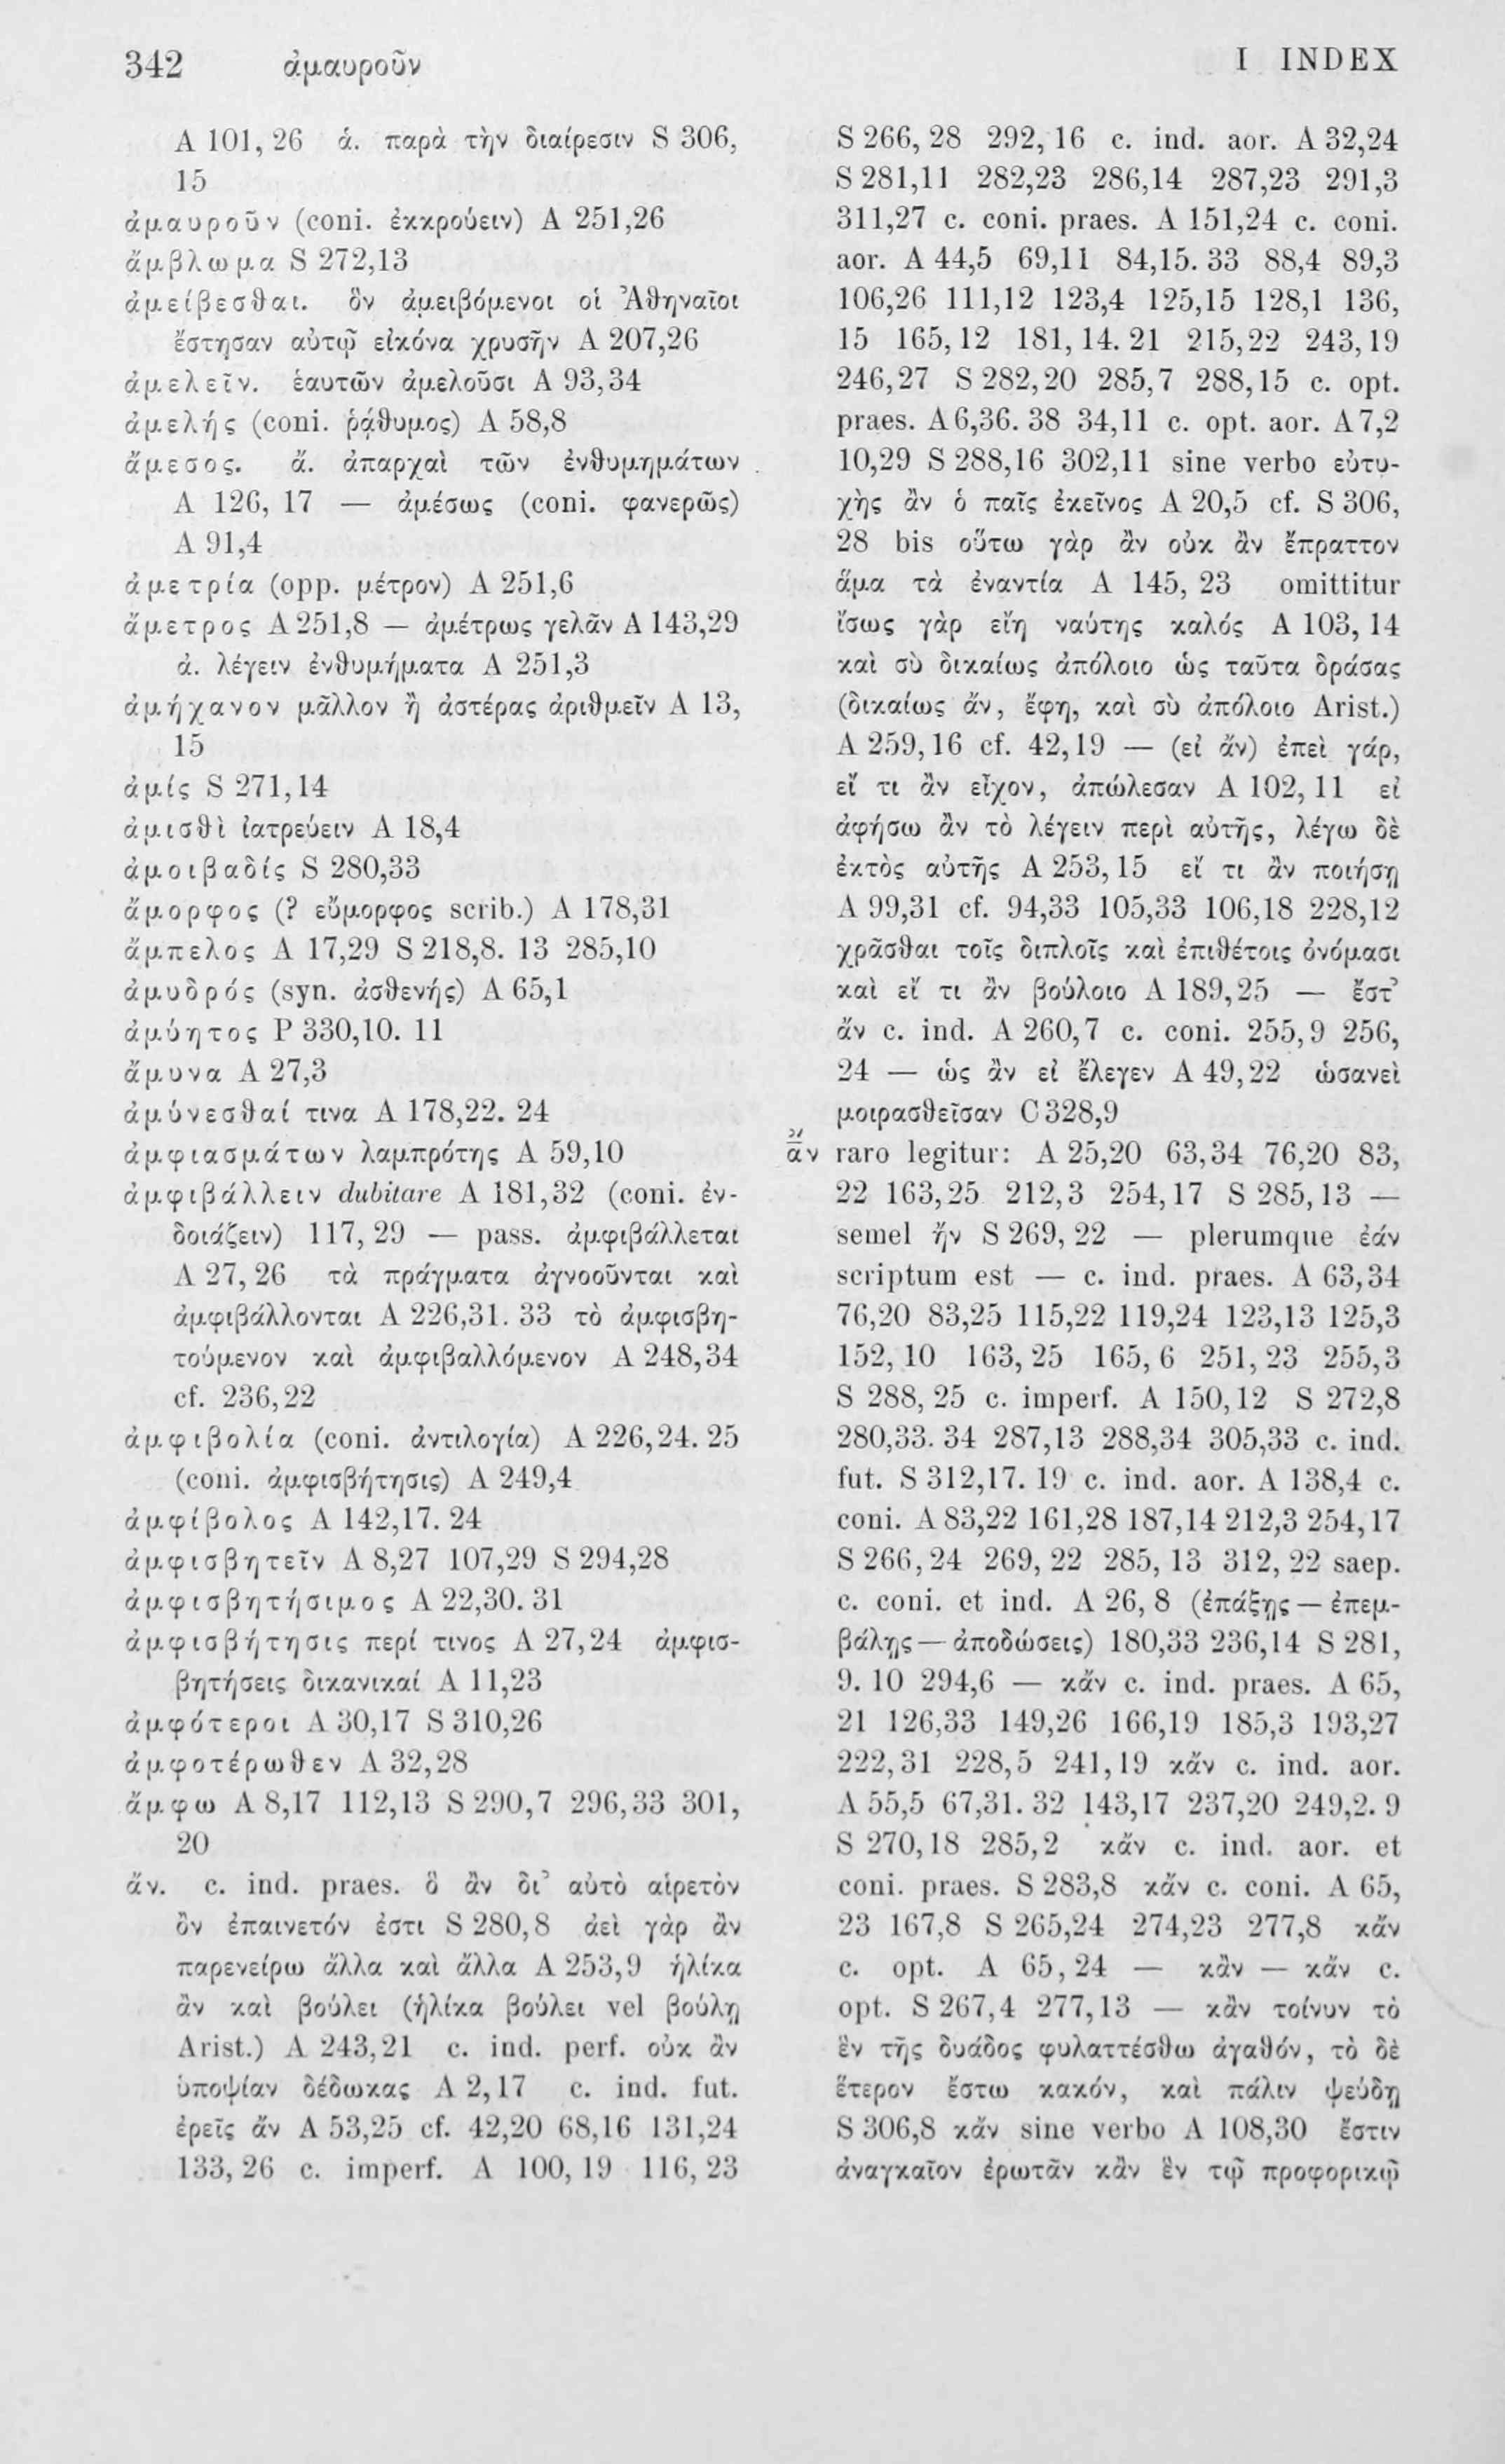 342 ἀμαυροῦν I INDEX
A 101, 26 ἁ. παρὰ τὴν διαίρεσιν S 306,
15
ἀμαυροῦν (coni. ἐκκρούειν) A 251,26
ἄμβλωμα S 272,13
ἀμείβεσθαι. ὃν ἀμειβόμενοι οἱ Ἀθηναῖοι
ἔστησαν αὐτῷ εἰκόνα χρυσῆν A 207,26
ἀμελεῖν. ἑαυτῶν ἀμελοῦσι A 93,34
ἀμελής (coni. ῥᾴθυμος) A 58,8
ἄμεσος. ἄ. ἀπαρχαὶ τῶν ἐνθυμημάτων
A 126, 17 — ἀμέσως (coni. φανερῶς)
A 91,4
ἀμετρία (opp. μέτρον) A 251,6
ἄμετρος A 251,8 — ἀμέτρως γελᾶν A 143,29
ἀ. λέγειν ἐνθυμήματα A 251,3
ἀμήχανον μᾶλλον ἢ ἀστέρας ἀριθμεῖν A 13,
15
ἀμίς S 271,14
ἀμισθὶ ἰατρεύειν A 18,4
ἀμοιβαδίς S 280,33
ἄμορφος (? εὔμορφος scrib.) A 178,31
ἄμπελος A 17,29 S 218,8. 13 285,10
ἀμυδρός (syn. ἀσθενής) A 65,1
ἀμύητος P 330,10. 11
ἄμυνα A 27,3
ἀμύνεσθαί τινα A 178,22. 24
ἀμφιασμάτων λαμπρότης A 59,10
ἀμφιβάλλειν dubitare A 181,32 (coni. ἐν-
δοιάζειν) 117, 29 — pass. ἀμφιβάλλεται
A 27, 26 τὰ πράγματα ἀγνοοῦνται καὶ
ἀμφιβάλλονται A 226,31. 33 τὸ ἀμφισβη-
τούμενον καὶ ἀμφιβαλλόμενον A 248,34
cf. 236,22
ἀμφιβολία (coni. ἀντιλογία) A 226,24. 25
(coni. ἀμφισβήτησις) A 249,4
ἀμφίβολος A 142,17. 24
ἀμφισβητεῖν A 8,27 107,29 S 294,28
ἀμφισβητήσιμος A 22,30. 31
ἀμφισβήτησις περί τινος A 27,24 ἀμφισ-
βητήσεις δικανικαί A 11,23
ἀμφότεροι A 30,17 S 310,26
ἀμφοτέρωθεν A 32,28
ἄμφω A 8,17 112,13 S 290,7 296,33 301,
20
ἄν. c. ind. praes. ὃ ἂν δι’ αὐτὸ αἱρετὸν
ὂν ἐπαινετόν ἐστι S 280,8 ἀεὶ γὰρ ἂν
παρενείρω ἄλλα καὶ ἄλλα A 253,9 ἡλίκα
ἂν καὶ βούλει (ἡλίκα βούλει vel βούλῃ
Arist.) A 243,21 c. ind. perf. οὐκ ἂν
ὑποψίαν δέδωκας A 2,17 c. ind. fut.
ἐρεῖς ἄν A 53,25 cf. 42,20 68,16 131,24
133, 26 c. imperf. A 100, 19 116, 23
S 266, 28 292, 16 c. ind. aor. A 32,24
S 281,11 282,23 286,14 287,23 291,3
311,27 c. coni. praes. A 151,24 c. coni.
aor. A 44,5 69,11 84,15. 33 88,4 89,3
106,26 111,12 123,4 125,15 128,1 136,
15 165,12 181,14. 21 215,22 243,19
246,27 S 282,20 285,7 288,15 c. opt.
praes. A 6,36. 38 34,11 c. opt. aor. A 7,2
10,29 S 288,16 302,11 sine verbo εὐτυ-
χὴς ἂν ὁ παῖς ἐκεῖνος A 20,5 cf. S 306,
28 bis οὕτω γὰρ ἂν οὐκ ἂν ἔπραττον
ἅμα τὰ ἐναντία A 145, 23 omittitur
ἴσως γὰρ εἴη ναύτης καλός A 103, 14
καὶ σὺ δικαίως ἀπόλοιο ὡς ταῦτα δράσας
(δικαίως ἄν, ἔφη, καὶ σὺ ἀπόλοιο Arist.)
A 259,16 cf. 42,19 — (εἰ ἄν) ἐπεὶ γάρ,
εἴ τι ἂν εἶχον, ἀπώλεσαν A 102, 11 εἰ
ἀφήσω ἂν τὸ λέγειν περὶ αὐτῆς, λέγω δὲ
ἐκτὸς αὐτῆς A 253, 15 εἴ τι ἂν ποιήσῃ
A 99,31 cf. 94,33 105,33 106,18 228,12
χρᾶσθαι τοῖς διπλοῖς καὶ ἐπιθέτοις ὀνόμασι
καὶ εἴ τι ἂν βούλοιο A 189,25 — ἔστ’
ἄν c. ind. A 260,7 c. coni. 255,9 256,
24 — ὡς ἂν εἰ ἔλεγεν A 49,22 ὡσανεὶ
μοιρασθεῖσαν C 328,9
ἄ̄ν raro legitur: A 25,20 63,34 76,20 83,
22 163,25 212,3 254,17 S 285,13 —
semel ἤν S 269, 22 — plerumque ἐάν
scriptum est — c. ind. praes. A 63,34
76,20 83,25 115,22 119,24 123,13 125,3
152, 10 163, 25 165, 6 251, 23 255,3
S 288, 25 c. imperf. A 150,12 S 272,8
280,33. 34 287,13 288,34 305,33 c. ind.
fut. S 312,17. 19 c. ind. aor. A 138,4 c.
coni. A 83,22 161,28 187,14 212,3 254,17
S 266, 24 269, 22 285, 13 312, 22 saep.
c. coni. et ind. A 26, 8 (ἐπάξῃς — ἐπεμ-
βάλῃς — ἀποδώσεις) 180,33 236,14 S 281,
9. 10 294,6 — κἄν c. ind. praes. A 65,
21 126,33 149,26 166,19 185,3 193,27
222,31 228,5 241,19 κἄν c. ind. aor.
A 55,5 67,31. 32 143,17 237,20 249,2. 9
S 270,18 285,2 κἄν c. ind. aor. et
coni. praes. S 283,8 κἄν c. coni. A 65,
23 167,8 S 265,24 274,23 277,8 κἄν
c. opt. A 65, 24 — κἂν — κἄν c.
opt. S 267,4 277,13 — κἂν τοίνυν τὸ
ἓν τῆς δυάδος φυλαττέσθω ἀγαθόν, τὸ δὲ
ἕτερον ἔστω κακόν, καὶ πάλιν ψεύδῃ
S 306,8 κἄν sine verbo A 108,30 ἔστιν
ἀναγκαῖον ἐρωτᾶν κἂν ἓν τῷ προφορικῷ